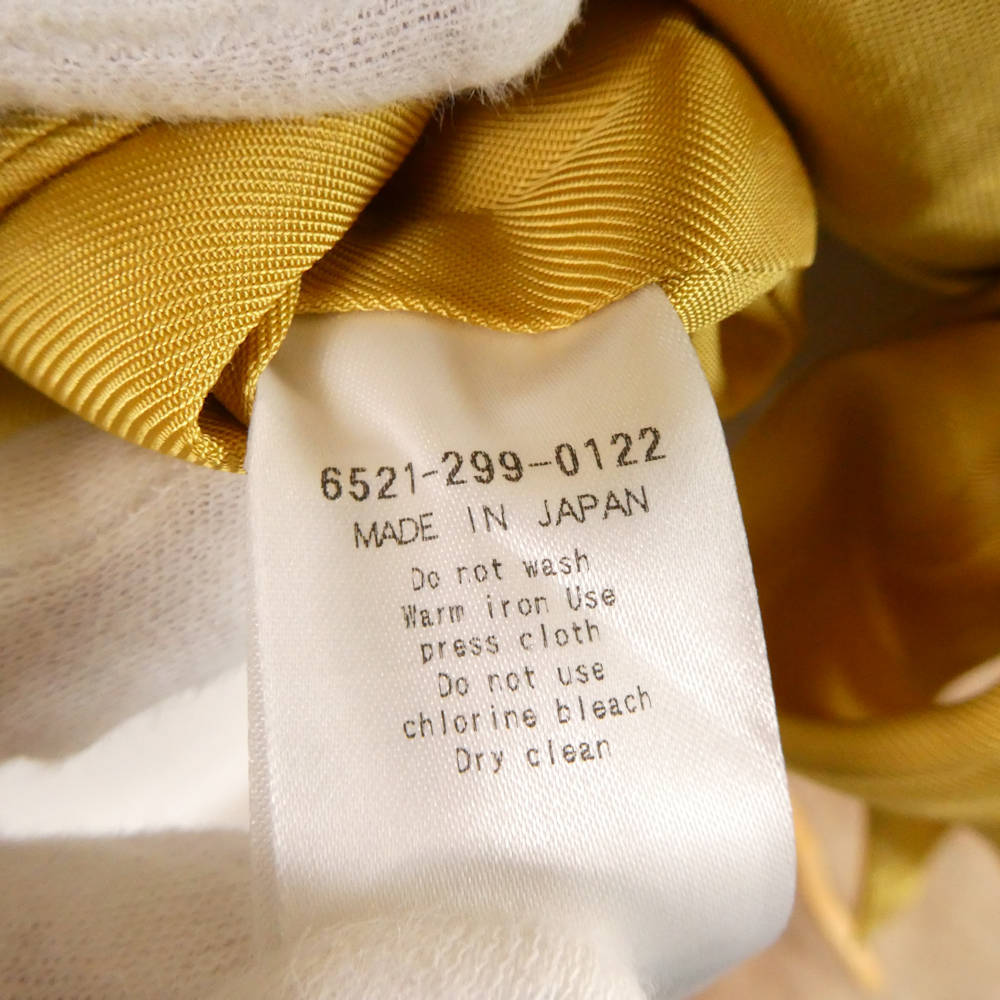 6521-299-0122
MADE IN JAPAN
Do not wash
Warm iron Use
press cloth
Do not use
chlorine bleach
Dry clean